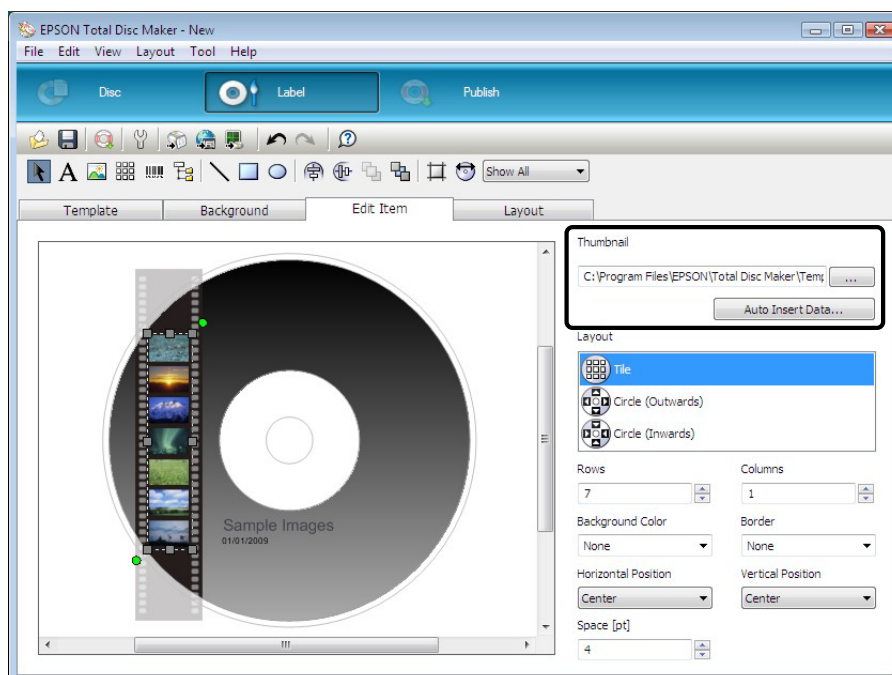 EPSON Total Disc Maker - New
File Edit View Layout Tool Help
Disc Label Publish
A Show All
Template Background Edit Item Layout
Thumbnail
C:\Program Files\EPSON\Total Disc Maker\Temp ...
Auto Insert Data...
Layout
Tile
Circle (Outwards)
Circle (Inwards)
Rows Columns
7 1
Background Color Border
None None
Horizontal Position Vertical Position
Center Center
Space [pt]
4
Sample Images
01/01/2009